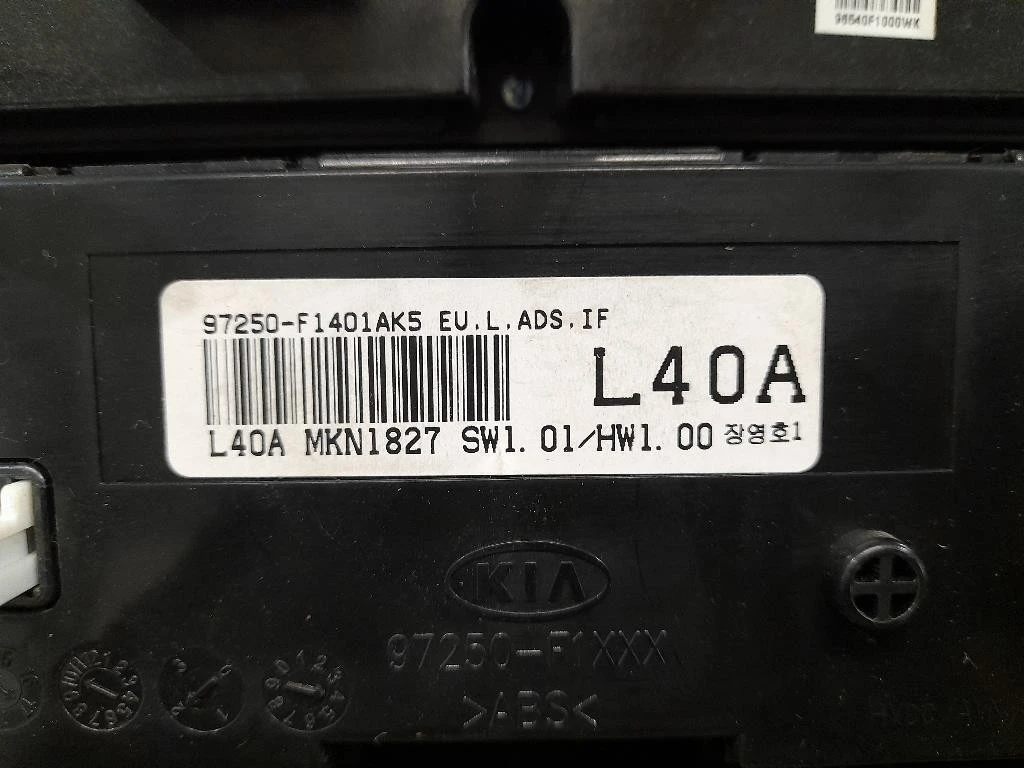 96540F1000WK
97250-F1401AK5 EU.L.ADS.IF
L40A
L40A MKN1827 SW1.01/HW1.00 장영호1
KIA
97250-F1XXX
>ABS<